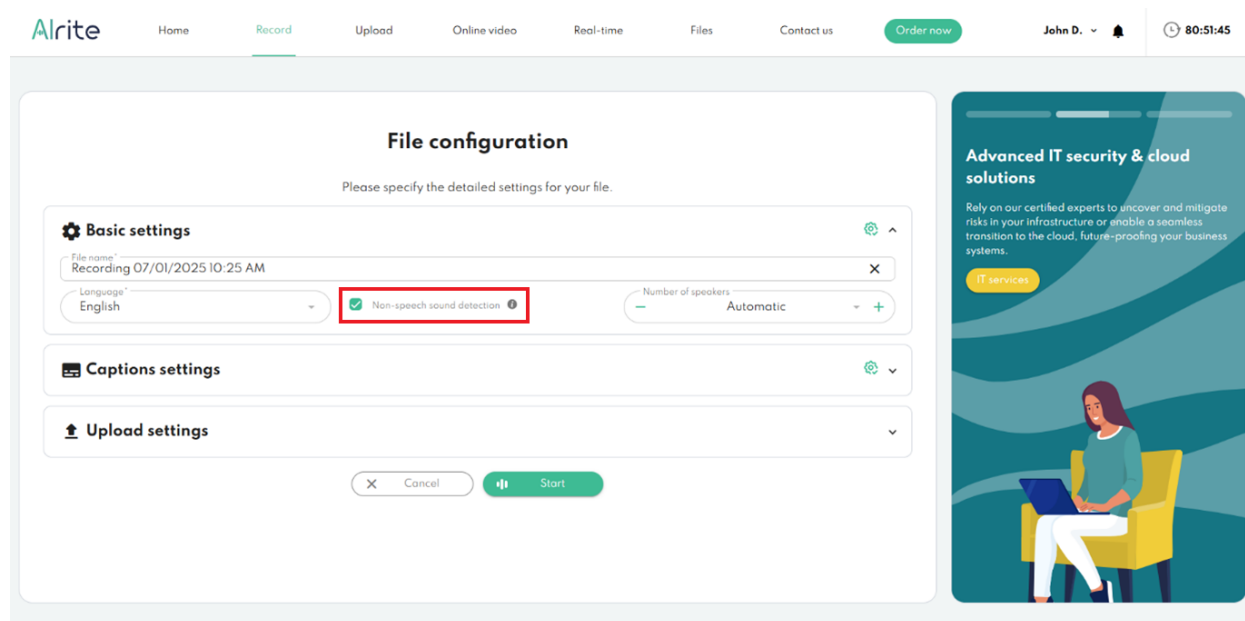 Alrite
Home
Record
Upload
Online video
Real-time
Files
Contact us
Order now
John D.
80:51:45
File configuration
Please specify the detailed settings for your file.
Basic settings
File name*
Recording 07/01/2025 10:25 AM
Language*
English
Non-speech sound detection
Number of speakers
Automatic
Captions settings
Upload settings
Cancel
Start
Advanced IT security & cloud
solutions
Rely on our certified experts to uncover and mitigate
risks in your infrastructure or enable a seamless
transition to the cloud, future-proofing your business
systems.
IT services